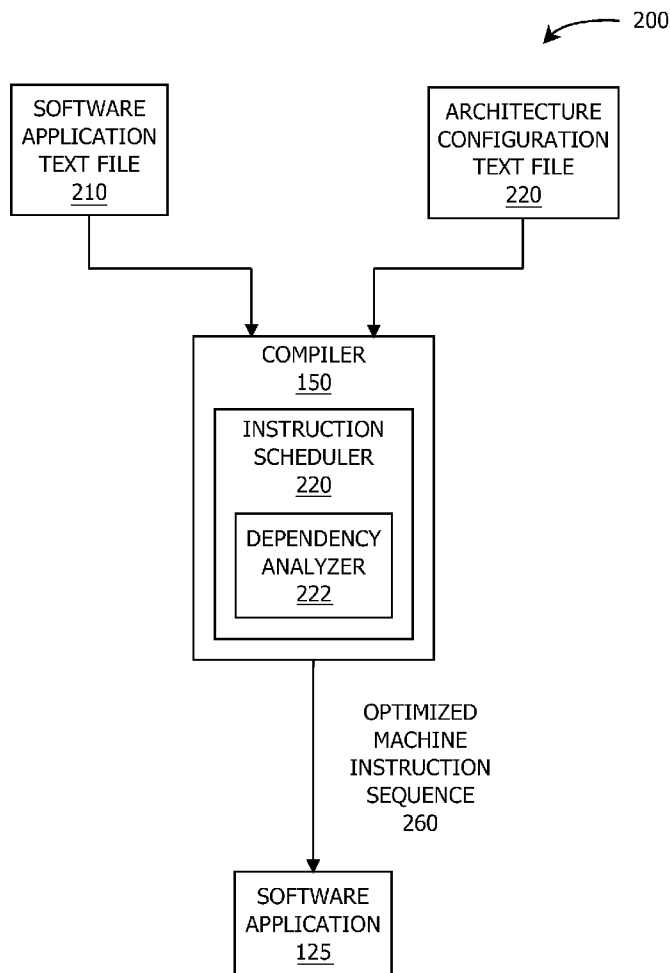 200
SOFTWARE
APPLICATION
TEXT FILE
210
ARCHITECTURE
CONFIGURATION
TEXT FILE
220
COMPILER
150
INSTRUCTION
SCHEDULER
220
DEPENDENCY
ANALYZER
222
OPTIMIZED
MACHINE
INSTRUCTION
SEQUENCE
260
SOFTWARE
APPLICATION
125